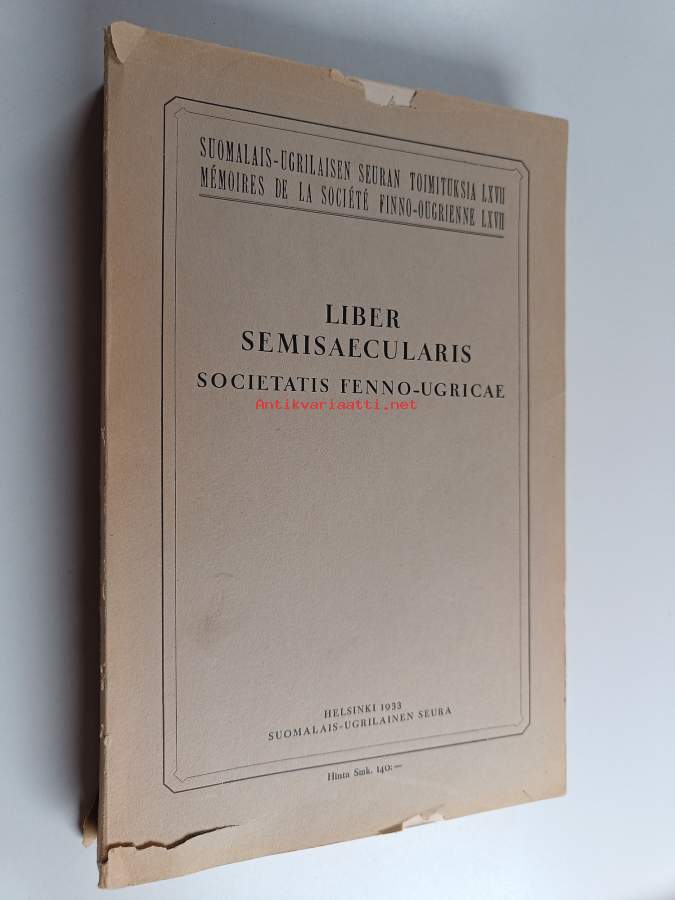 SUOMALAIS-UGRILAISEN SEURAN TOIMITUKSIA LXVII
MÉMOIRES DE LA SOCIÉTÉ FINNO-OUGRIENNE LXVII
LIBER
SEMISAECULARIS
SOCIETATIS FENNO-UGRICAE
Antikvariaatti.net
HELSINKI 1933
SUOMALAIS-UGRILAINEN SEURA
Hinta Smk. 140:—